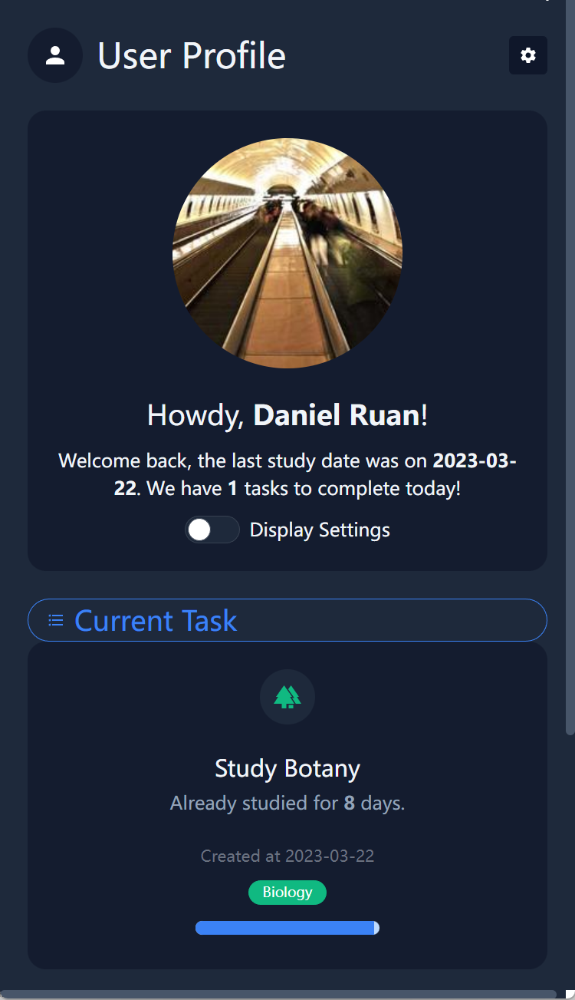 User Profile
Howdy, Daniel Ruan!
Welcome back, the last study date was on 2023-03-
22. We have 1 tasks to complete today!
Display Settings
Current Task
Study Botany
Already studied for 8 days.
Created at 2023-03-22
Biology